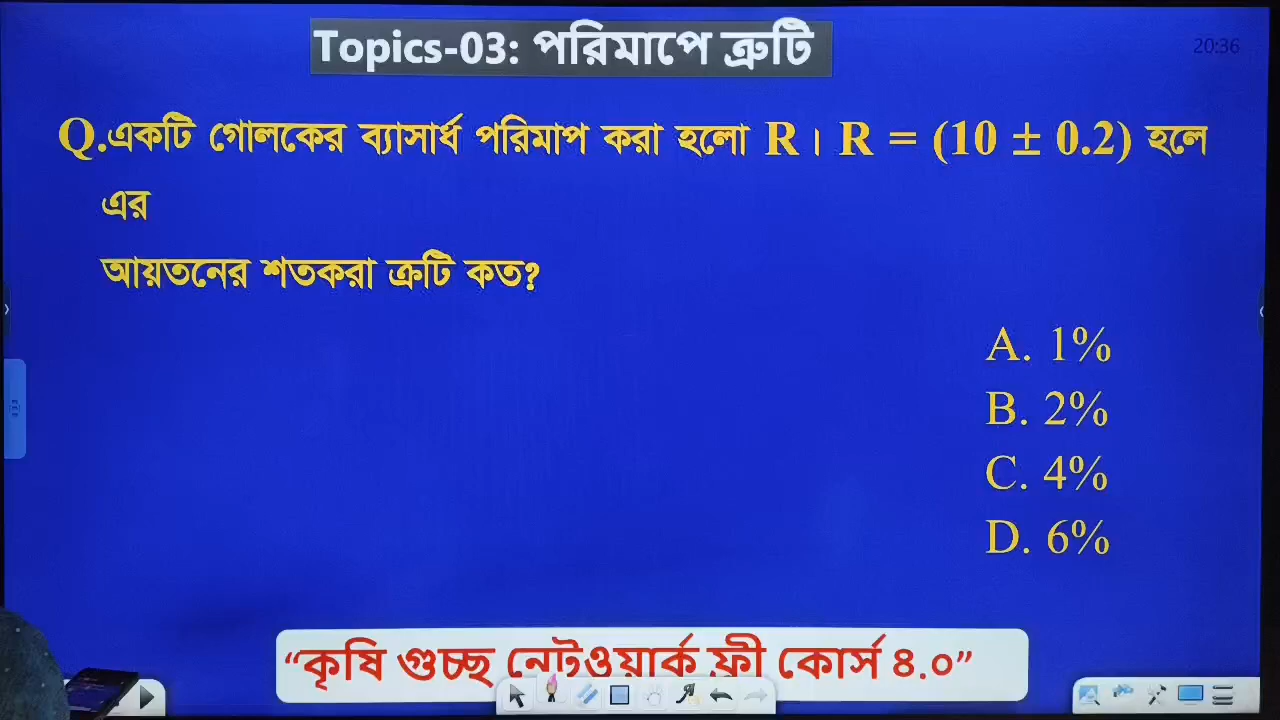 Topics-03: পরিমাপে ত্রুটি
20:36
Q.একটি গোলকের ব্যাসার্ধ পরিমাপ করা হলো R। R = (10 ± 0.2) হলে
এর
আয়তনের শতকরা ক্রটি কত?
A. 1%
B. 2%
C. 4%
D. 6%
“কৃষি গুচ্ছ নেটওয়ার্ক ফ্রী কোর্স ৪.০”